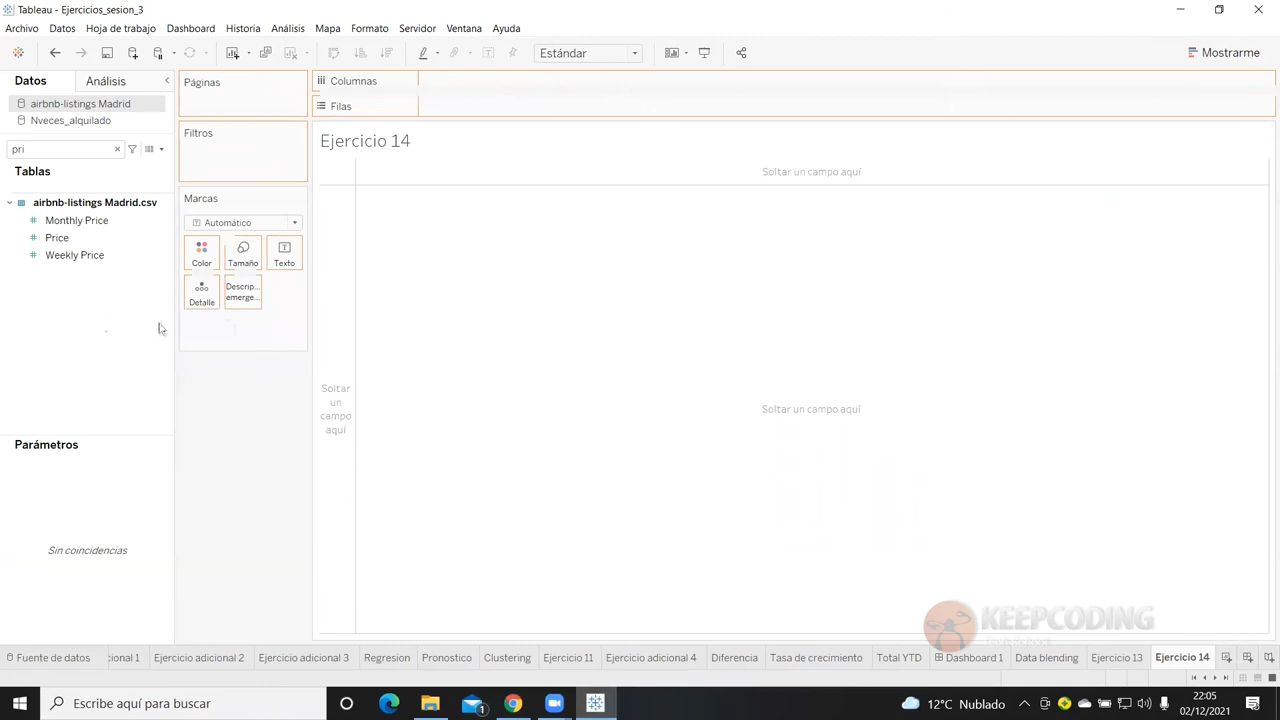 Tableau - Ejercicios_sesion_3
Archivo Datos Hoja de trabajo Dashboard Historia Análisis Mapa Formato Servidor Ventana Ayuda
Estándar
Mostrarme
Datos
Análisis
airbnb-listings Madrid
Nveces_alquilado
pri
Tablas
airbnb-listings Madrid.csv
Monthly Price
Price
Weekly Price
Parámetros
Sin coincidencias
Páginas
Filtros
Marcas
Automático
Color
Tamaño
Texto
Detalle
Descrip...
emerge...
Columnas
Filas
Ejercicio 14
Soltar un campo aquí
Soltar
un
campo
aquí
Soltar un campo aquí
KEEPCODING
Tech School
Fuente de datos
cional 1
Ejercicio adicional 2
Ejercicio adicional 3
Regresion
Pronostico
Clustering
Ejercicio 11
Ejercicio adicional 4
Diferencia
Tasa de crecimiento
Total YTD
Dashboard 1
Data blending
Ejercicio 13
Ejercicio 14
Escribe aquí para buscar
1
12°C Nublado
22:05
02/12/2021